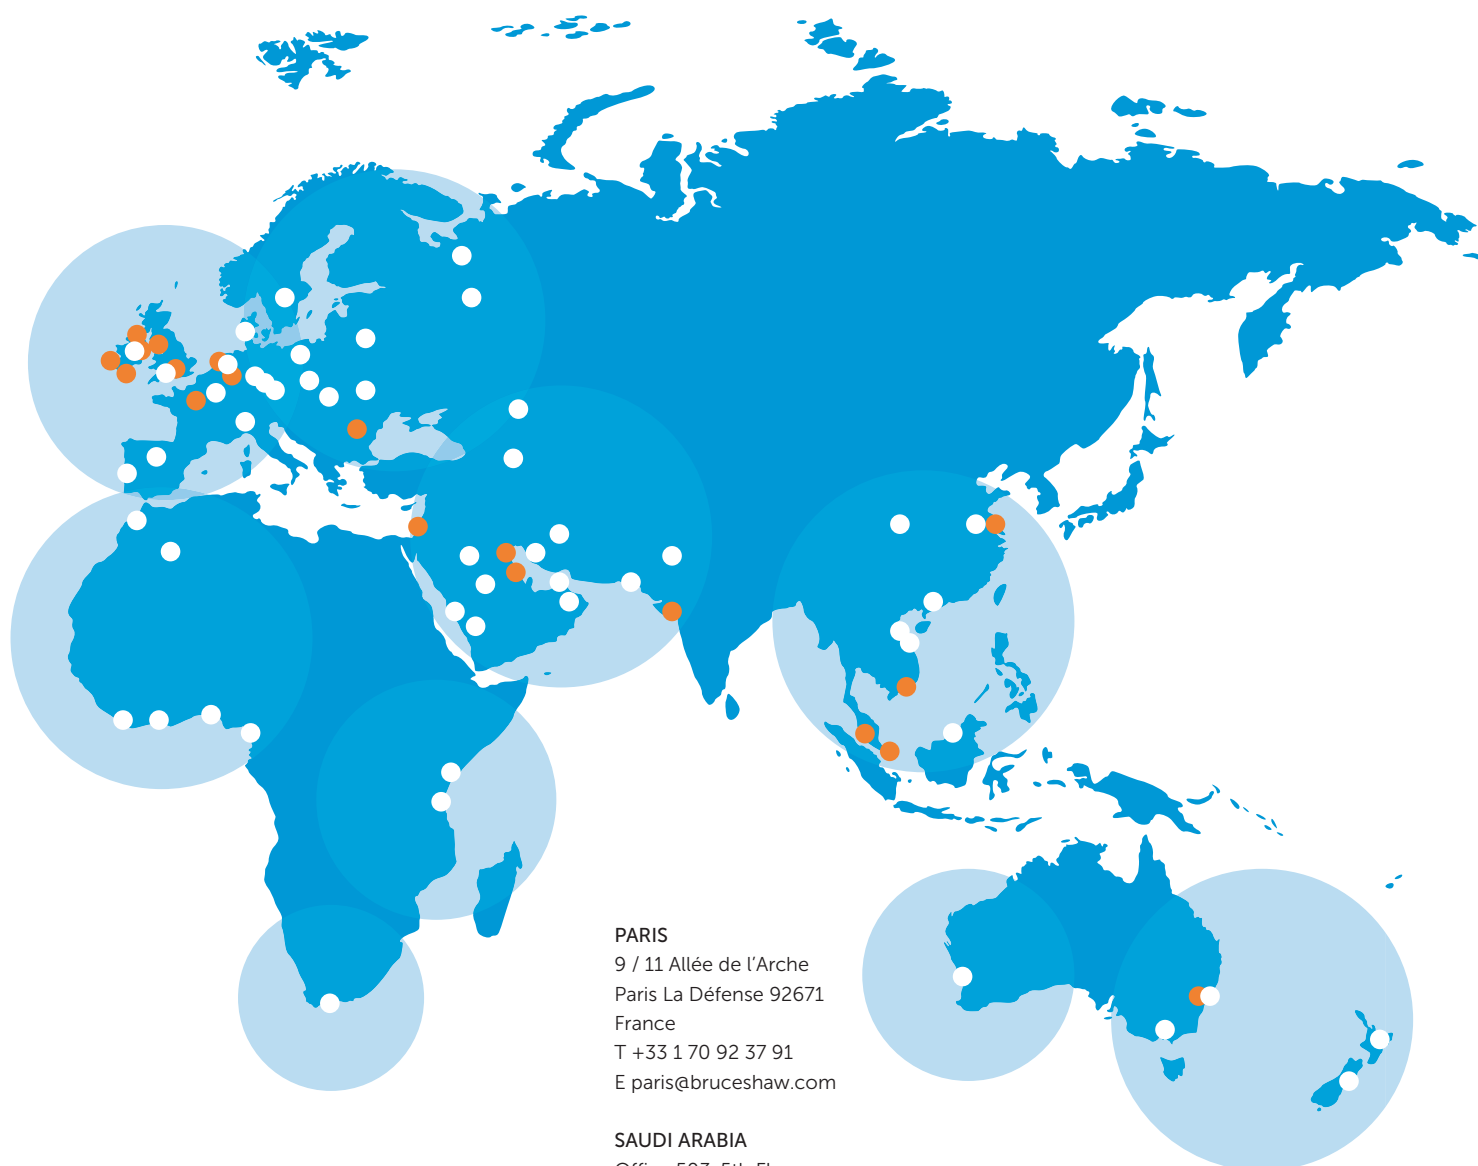 PARIS
9 / 11 Allée de l’Arche
Paris La Défense 92671
France
T +33 1 70 92 37 91
E paris@bruceshaw.com
SAUDI ARABIA